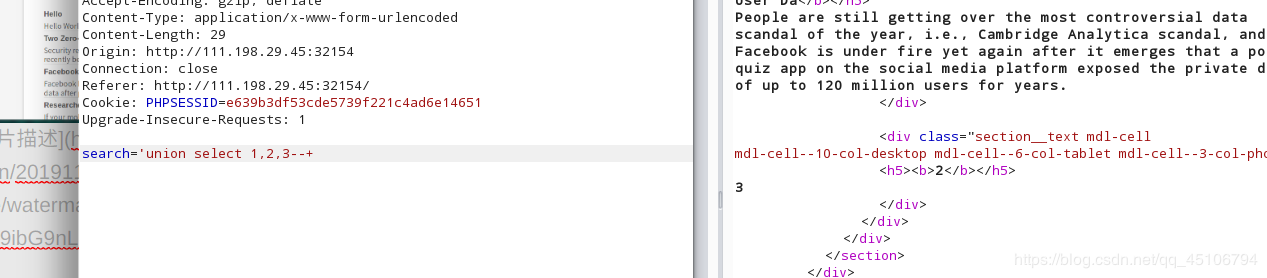 Hello
Hello Wor
Two Zero-
Security re
recently be
Facebook
Facebook i
data after
Researche
If your mo
片描述](h
n/20191
/waterma
9ibG9nL
Accept-Encoding: gzip, deflate
Content-Type: application/x-www-form-urlencoded
Content-Length: 29
Origin: http://111.198.29.45:32154
Connection: close
Referer: http://111.198.29.45:32154/
Cookie: PHPSESSID=e639b3df53cde5739f221c4ad6e14651
Upgrade-Insecure-Requests: 1
search='union select 1,2,3--+
User Da</b></h5>
People are still getting over the most controversial data
scandal of the year, i.e., Cambridge Analytica scandal, and
Facebook is under fire yet again after it emerges that a po
quiz app on the social media platform exposed the private d
of up to 120 million users for years.
</div>
<div class="section__text mdl-cell
mdl-cell--10-col-desktop mdl-cell--6-col-tablet mdl-cell--3-col-pho
<h5><b>2</b></h5>
3
</div>
</div>
</div>
</section>
</div>
https://blog.csdn.net/qq_45106794